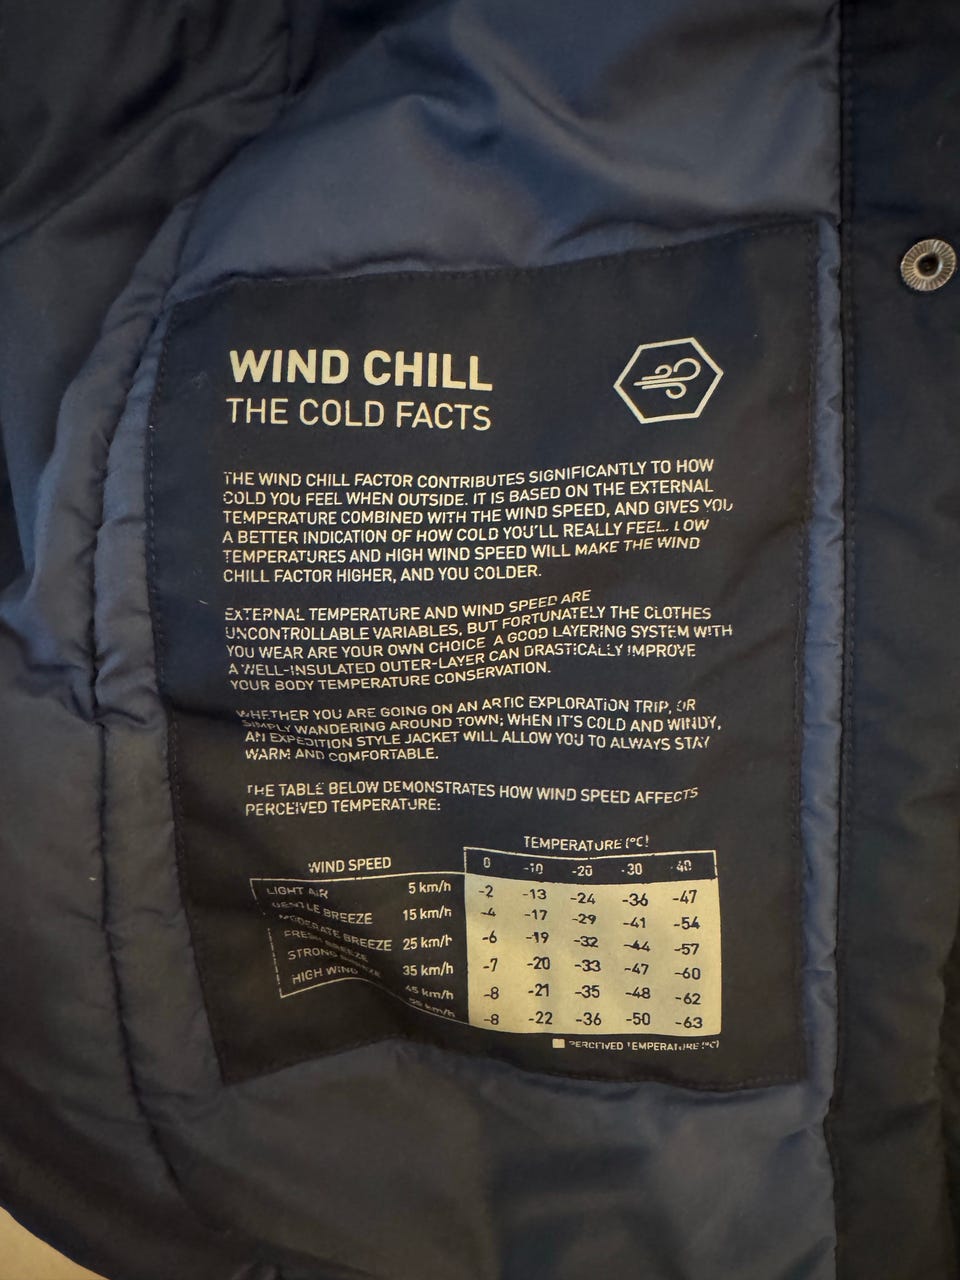 WIND CHILL
THE COLD FACTS
THE WIND CHILL FACTOR CONTRIBUTES SIGNIFICANTLY TO HOW
COLD YOU FEEL WHEN OUTSIDE. IT IS BASED ON THE EXTERNAL
TEMPERATURE COMBINED WITH THE WIND SPEED, AND GIVES YOU
A BETTER INDICATION OF HOW COLD YOU'LL REALLY FEEL. LOW
TEMPERATURES AND HIGH WIND SPEED WILL MAKE THE WIND
CHILL FACTOR HIGHER, AND YOU COLDER.
EXTERNAL TEMPERATURE AND WIND SPEED ARE
UNCONTROLLABLE VARIABLES, BUT FORTUNATELY THE CLOTHES
YOU WEAR ARE YOUR OWN CHOICE. A GOOD LAYERING SYSTEM WITH
A WELL-INSULATED OUTER-LAYER CAN DRASTICALLY IMPROVE
YOUR BODY TEMPERATURE CONSERVATION.
WHETHER YOU ARE GOING ON AN ARTIC EXPLORATION TRIP, OR
SIMPLY WANDERING AROUND TOWN; WHEN IT'S COLD AND WINDY,
AN EXPEDITION STYLE JACKET WILL ALLOW YOU TO ALWAYS STAY
WARM AND COMFORTABLE.
THE TABLE BELOW DEMONSTRATES HOW WIND SPEED AFFECTS
PERCEIVED TEMPERATURE:
TEMPERATURE (°C)
WIND SPEED 0 -10 -20 -30 -40
LIGHT AIR 5 km/h -2 -13 -24 -36 -47
GENTLE BREEZE 15 km/h -4 -17 -29 -41 -54
MODERATE BREEZE 25 km/h -6 -19 -32 -44 -57
FRESH BREEZE 35 km/h -7 -20 -33 -47 -60
STRONG BREEZE 45 km/h -8 -21 -35 -48 -62
HIGH WIND 55 km/h -8 -22 -36 -50 -63
PERCEIVED TEMPERATURE (°C)